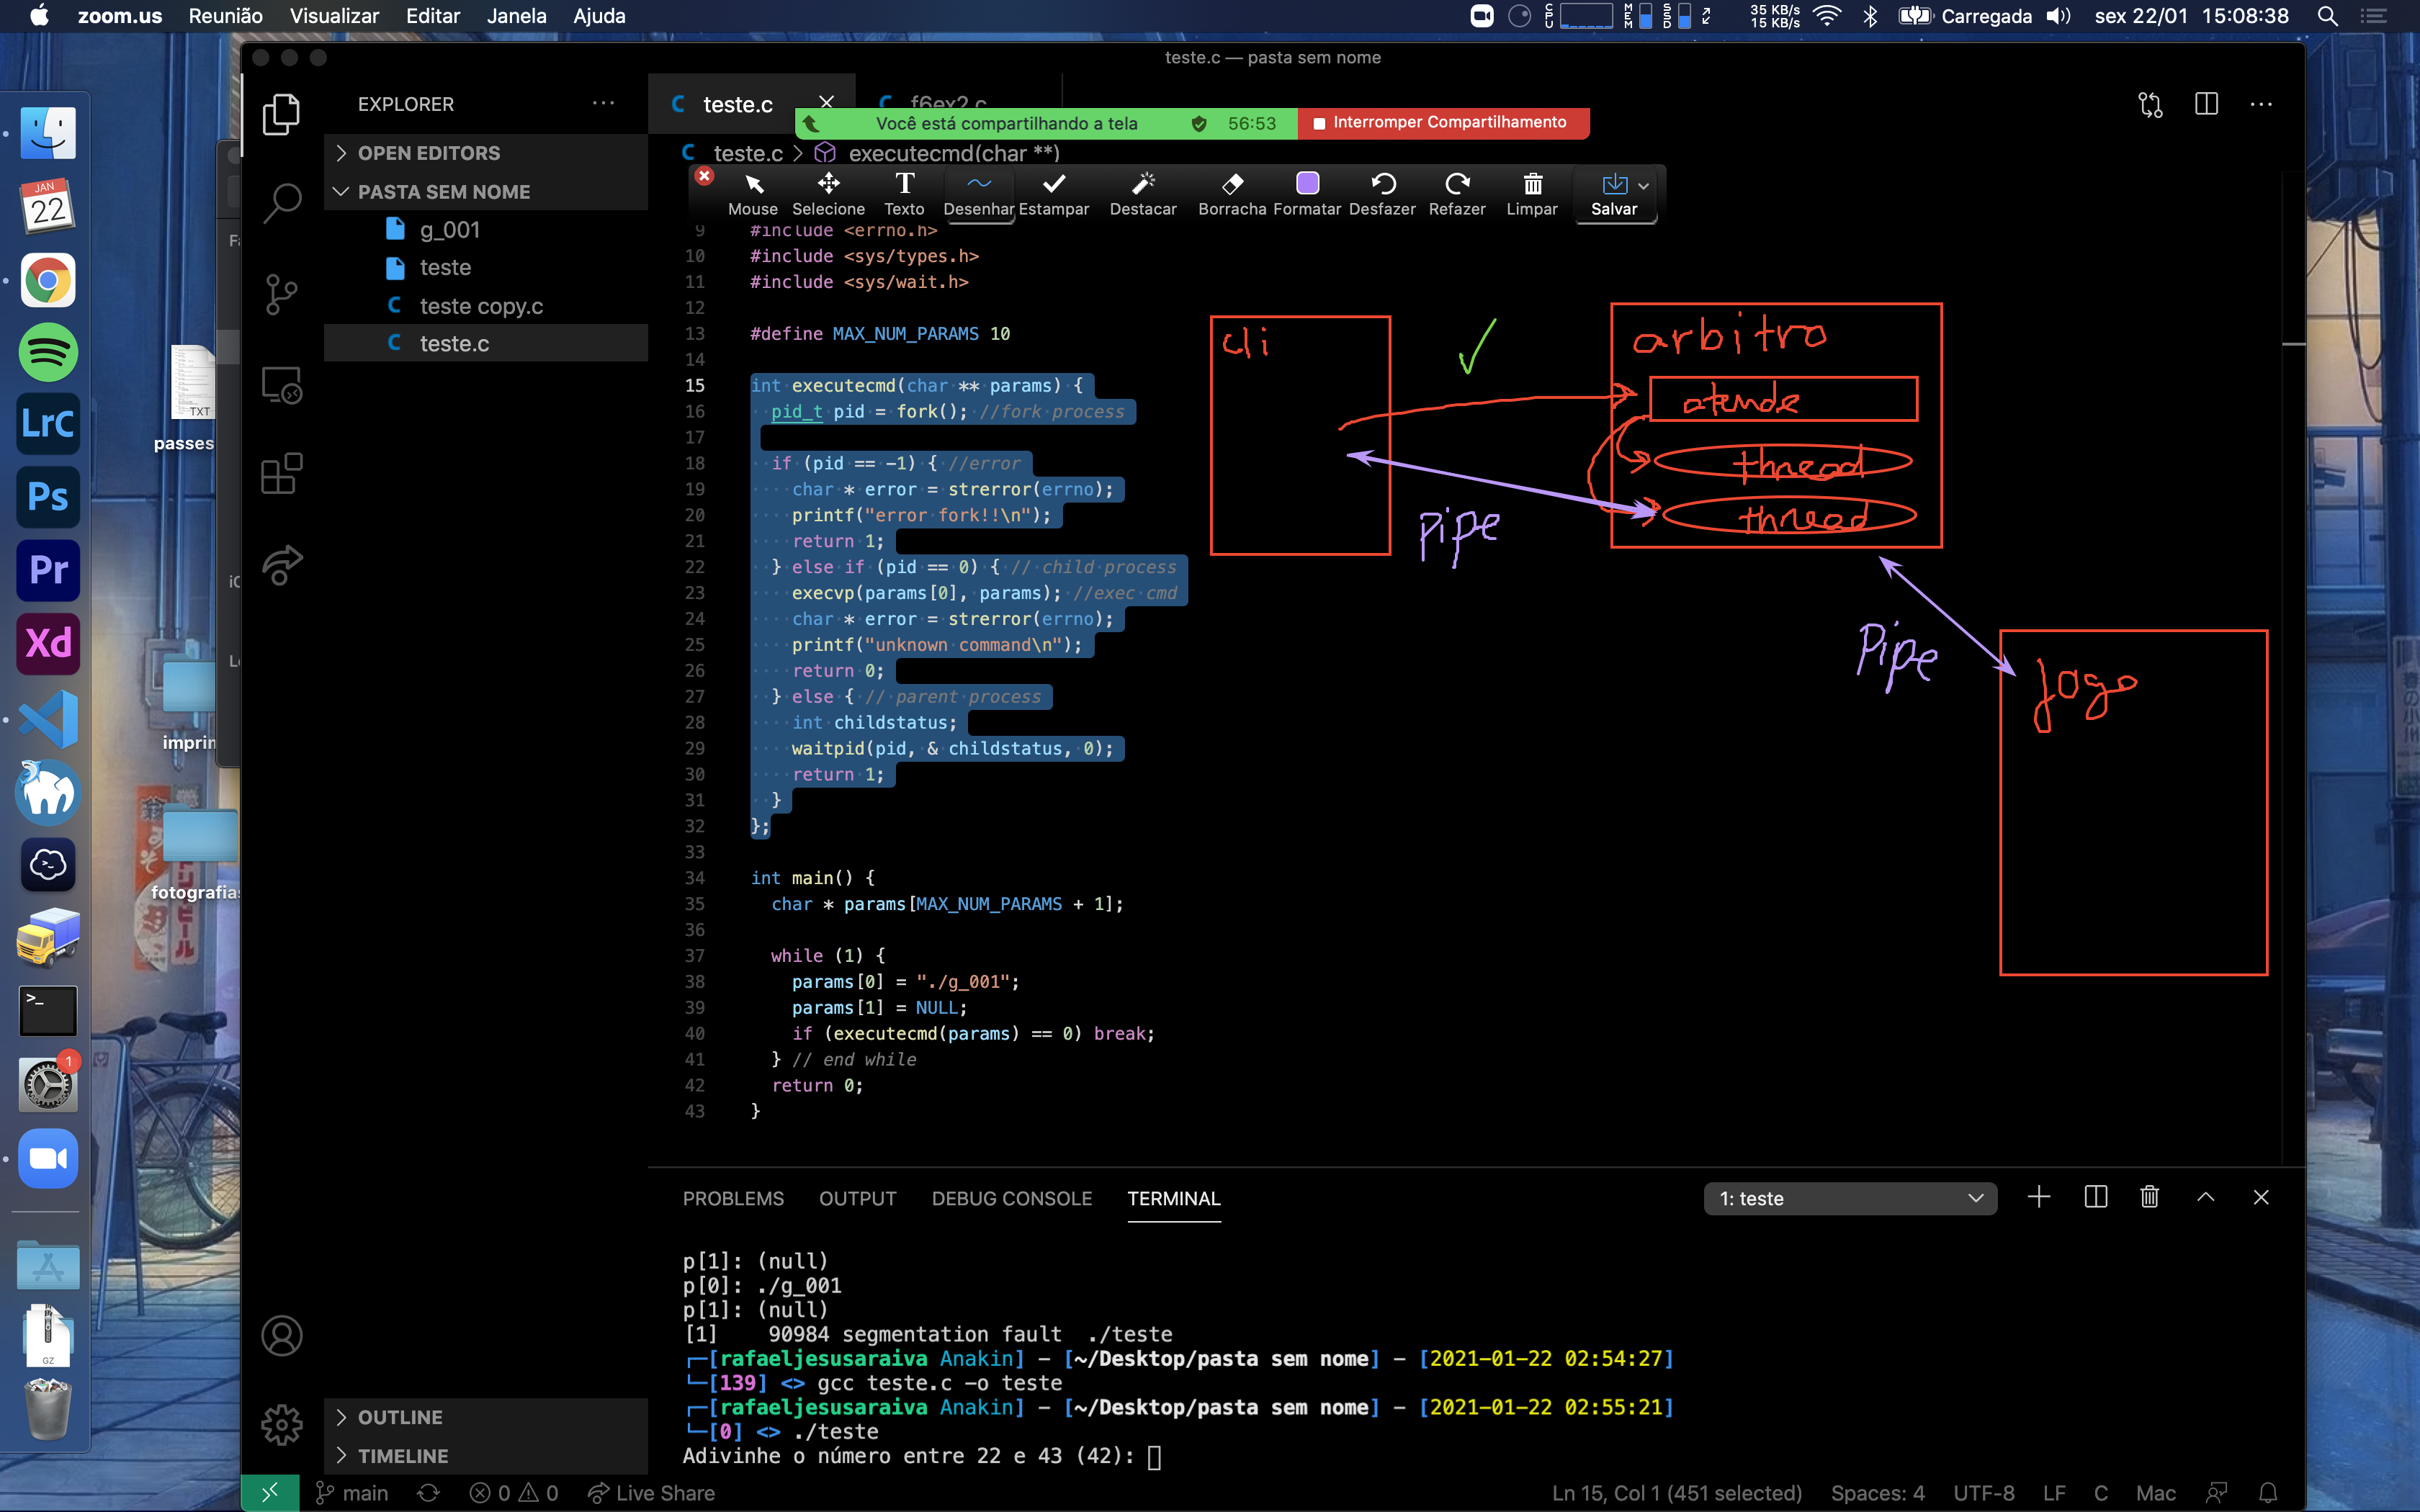 zoom.us Reunião Visualizar Editar Janela Ajuda
CPU MEM SSD 35 KB/s 15 KB/s Carregada sex 22/01 15:08:38
teste.c — pasta sem nome
EXPLORER
teste.c
f6ex2.c
Você está compartilhando a tela 56:53 Interromper Compartilhamento
OPEN EDITORS
teste.c > executecmd(char **)
PASTA SEM NOME
g_001
teste
teste copy.c
teste.c
Mouse Selecione Texto Desenhar Estampar Destacar Borracha Formatar Desfazer Refazer Limpar Salvar
9 #include <errno.h>
10 #include <sys/types.h>
11 #include <sys/wait.h>
12
13 #define MAX_NUM_PARAMS 10
14
15 int executecmd(char ** params) {
16 pid_t pid = fork(); //fork process
17
18 if (pid == -1) { //error
19 char * error = strerror(errno);
20 printf("error fork!!\n");
21 return 1;
22 } else if (pid == 0) { // child process
23 execvp(params[0], params); //exec cmd
24 char * error = strerror(errno);
25 printf("unknown command\n");
26 return 0;
27 } else { // parent process
28 int childstatus;
29 waitpid(pid, & childstatus, 0);
30 return 1;
31 }
32 };
33
34 int main() {
35 char * params[MAX_NUM_PARAMS + 1];
36
37 while (1) {
38 params[0] = "./g_001";
39 params[1] = NULL;
40 if (executecmd(params) == 0) break;
41 } // end while
42 return 0;
43 }
cli
arbitro
atende
thread
thread
Pipe
Pipe
jogo
PROBLEMS OUTPUT DEBUG CONSOLE TERMINAL 1: teste
p[1]: (null)
p[0]: ./g_001
p[1]: (null)
[1] 90984 segmentation fault ./teste
[rafaeljesusaraiva Anakin] - [~/Desktop/pasta sem nome] - [2021-01-22 02:54:27]
[139] <> gcc teste.c -o teste
[rafaeljesusaraiva Anakin] - [~/Desktop/pasta sem nome] - [2021-01-22 02:55:21]
[0] <> ./teste
Adivinhe o número entre 22 e 43 (42):
OUTLINE
TIMELINE
main 0 0 Live Share Ln 15, Col 1 (451 selected) Spaces: 4 UTF-8 LF C Mac
JAN
22
LrC
Ps
Pr
Xd
1
GZ
TXT
passes
imprin
fotografias